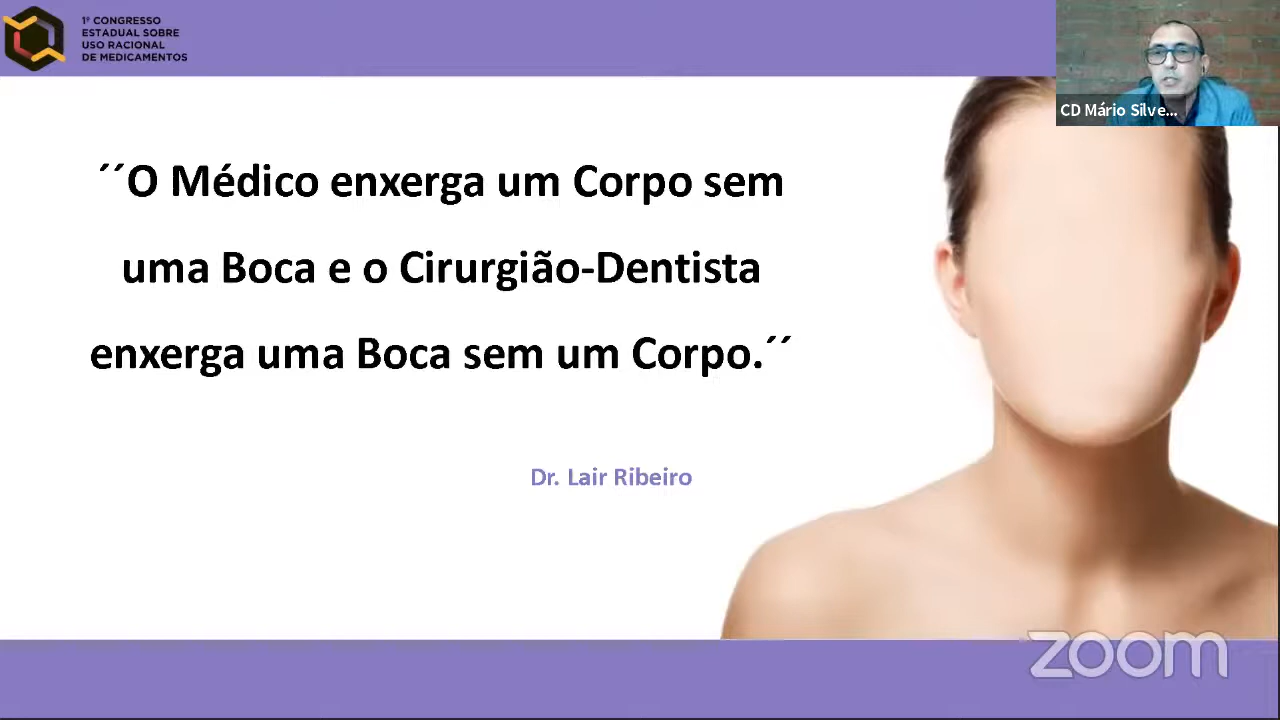 1º CONGRESSO
ESTADUAL SOBRE
USO RACIONAL
DE MEDICAMENTOS
CD Mário Silve...
´´O Médico enxerga um Corpo sem
uma Boca e o Cirurgião-Dentista
enxerga uma Boca sem um Corpo.´´
Dr. Lair Ribeiro
zoom